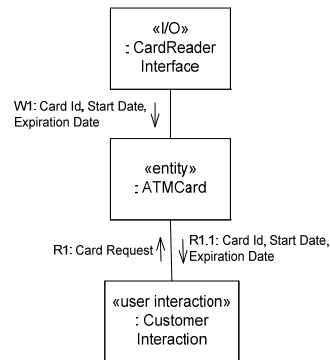 «I/O»
: CardReader
Interface
W1: Card Id, Start Date,
Expiration Date
«entity»
: ATMCard
R1: Card Request
R1.1: Card Id, Start Date,
Expiration Date
«user interaction»
: Customer
Interaction